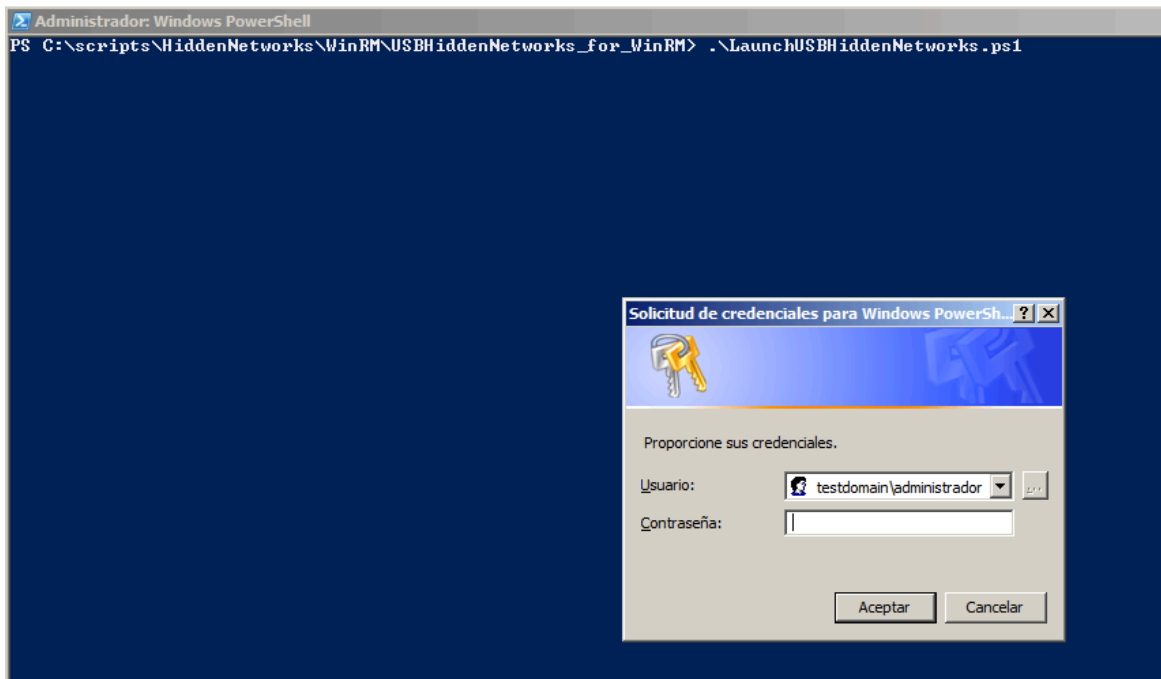 Administrador: Windows PowerShell
PS C:\scripts\HiddenNetworks\WinRM\USBHiddenNetworks_for_WinRM> .\LaunchUSBHiddenNetworks.ps1
Solicitud de credenciales para Windows PowerSh...
Proporcione sus credenciales.
Usuario: testdomain\administrador
Contraseña:
Aceptar Cancelar